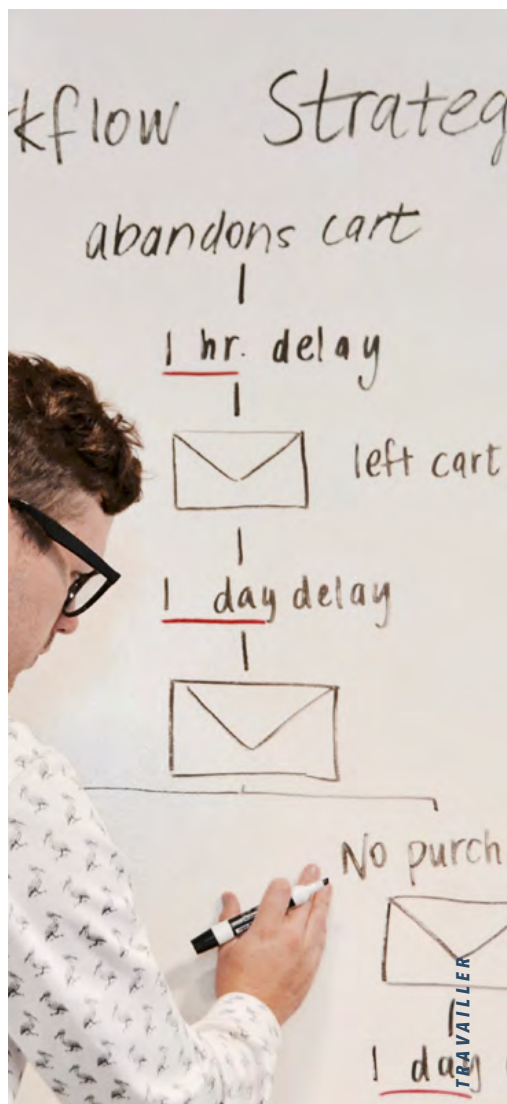 kflow Strateg
abandons cart
1 hr. delay
left cart
1 day delay
No purch
1 day
TRAVAILLER